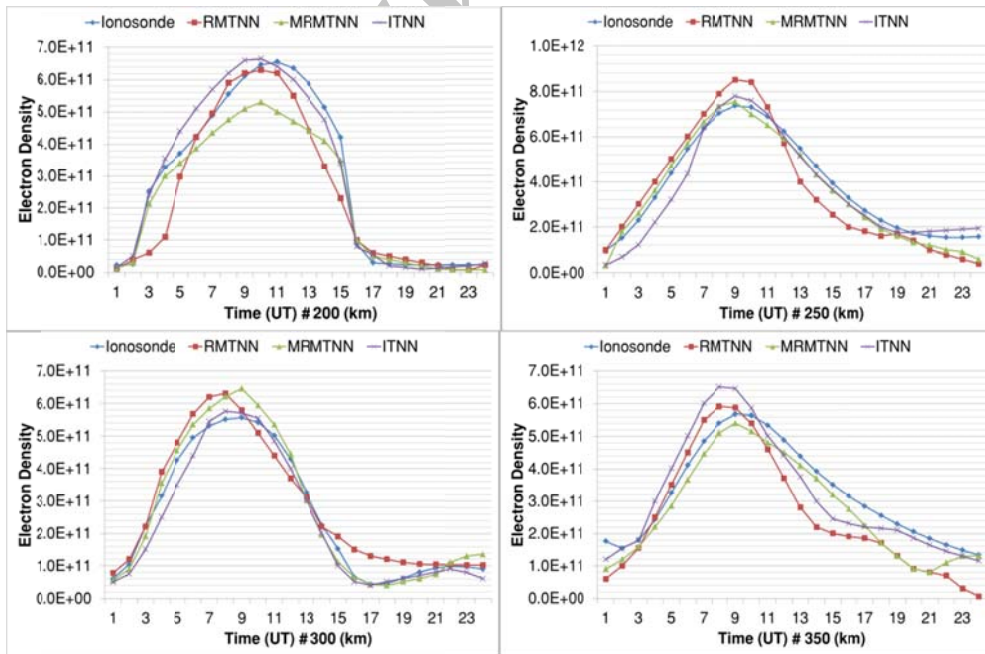 Ionosonde RMTNN MRMTNN ITNN
7.0E+11
6.0E+11
5.0E+11
4.0E+11
3.0E+11
2.0E+11
1.0E+11
0.0E+00
Electron Density
1 3 5 7 9 11 13 15 17 19 21 23
Time (UT) # 200 (km)
Ionosonde RMTNN MRMTNN ITNN
1.0E+12
8.0E+11
6.0E+11
4.0E+11
2.0E+11
0.0E+00
Electron Density
1 3 5 7 9 11 13 15 17 19 21 23
Time (UT) # 250 (km)
Ionosonde RMTNN MRMTNN ITNN
7.0E+11
6.0E+11
5.0E+11
4.0E+11
3.0E+11
2.0E+11
1.0E+11
0.0E+00
Electron Density
1 3 5 7 9 11 13 15 17 19 21 23
Time (UT) # 300 (km)
Ionosonde RMTNN MRMTNN ITNN
7.0E+11
6.0E+11
5.0E+11
4.0E+11
3.0E+11
2.0E+11
1.0E+11
0.0E+00
Electron Density
1 3 5 7 9 11 13 15 17 19 21 23
Time (UT) # 350 (km)